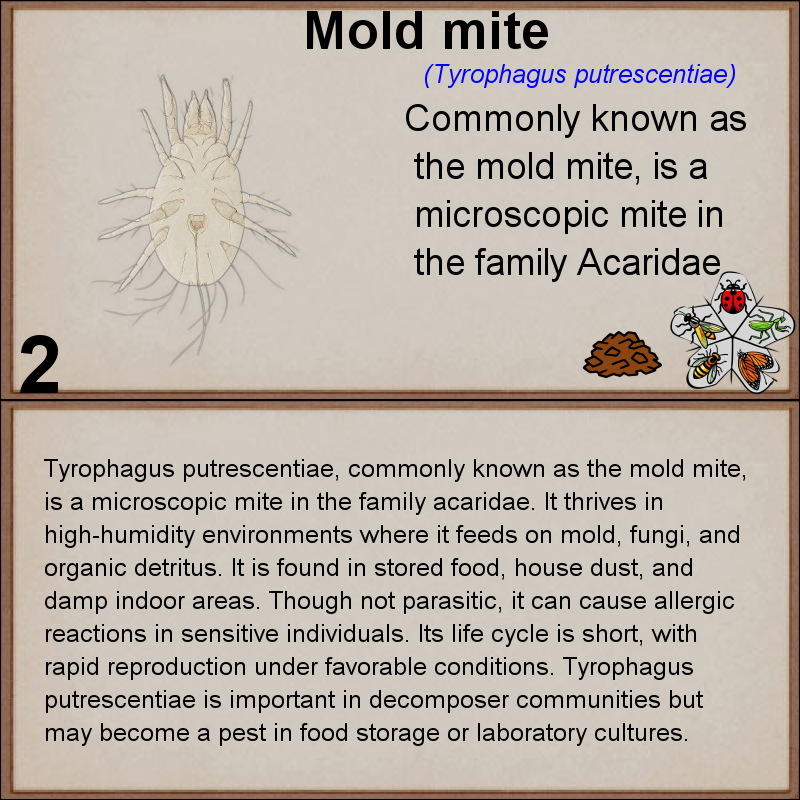 Mold mite
(Tyrophagus putrescentiae)
Commonly known as
the mold mite, is a
microscopic mite in
the family Acaridae
2
Tyrophagus putrescentiae, commonly known as the mold mite,
is a microscopic mite in the family acaridae. It thrives in
high-humidity environments where it feeds on mold, fungi, and
organic detritus. It is found in stored food, house dust, and
damp indoor areas. Though not parasitic, it can cause allergic
reactions in sensitive individuals. Its life cycle is short, with
rapid reproduction under favorable conditions. Tyrophagus
putrescentiae is important in decomposer communities but
may become a pest in food storage or laboratory cultures.